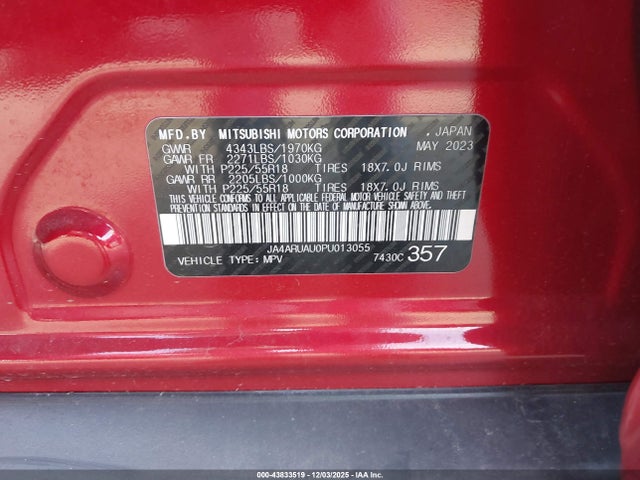 MFD.BY MITSUBISHI MOTORS CORPORATION . JAPAN
GVWR 4343LBS/1970KG MAY 2023
GAWR FR 2271LBS/1030KG
WITH P225/55R18 TIRES 18X7.0J RIMS
GAWR RR 2205LBS/1000KG
WITH P225/55R18 TIRES 18X7.0J RIMS
THIS VEHICLE CONFORMS TO ALL APPLICABLE FEDERAL MOTOR VEHICLE SAFETY AND THEFT
PREVENTION STANDARDS IN EFFECT ON THE DATE OF MANUFACTURE SHOWN ABOVE.
JA4ARUAU0PU013055
VEHICLE TYPE:MPV 7430C 357
000-43833519 - 12/03/2025 - IAAI.COM